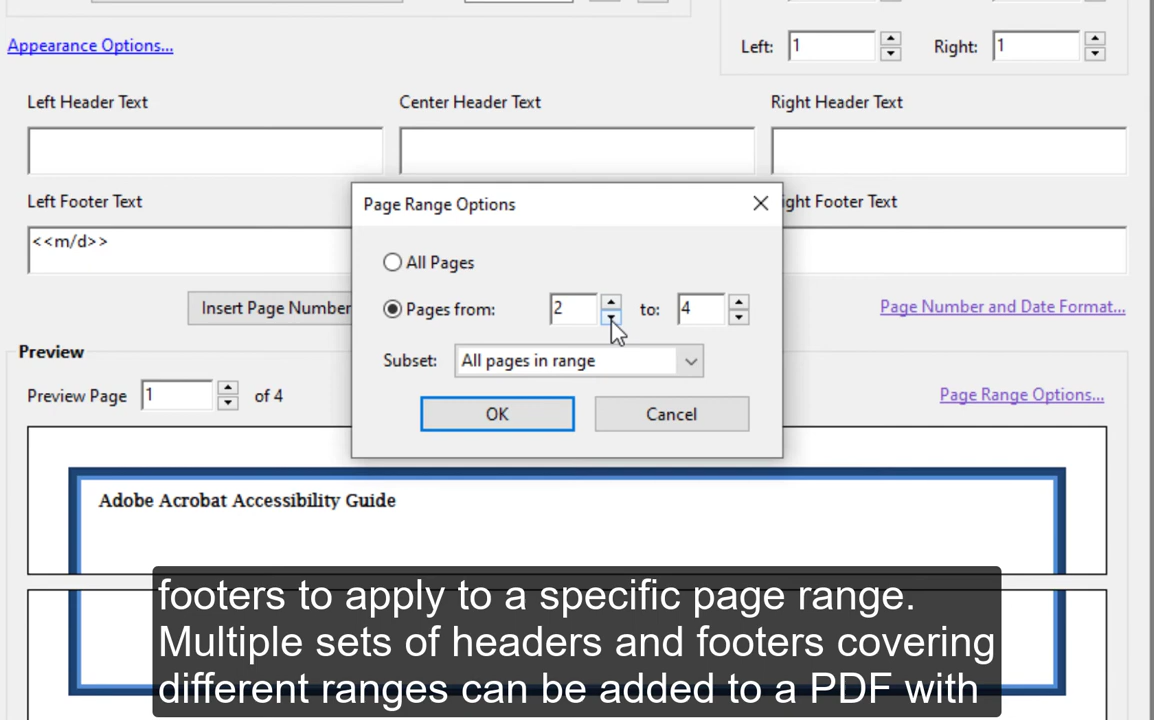 Appearance Options...
Left: 1 Right: 1
Left Header Text Center Header Text Right Header Text
Left Footer Text Page Range Options ight Footer Text
<<m/d>>
All Pages
Insert Page Number Pages from: 2 to: 4 Page Number and Date Format...
Preview Subset: All pages in range
Preview Page 1 of 4 Page Range Options...
OK Cancel
Adobe Acrobat Accessibility Guide
footers to apply to a specific page range.
Multiple sets of headers and footers covering
different ranges can be added to a PDF with